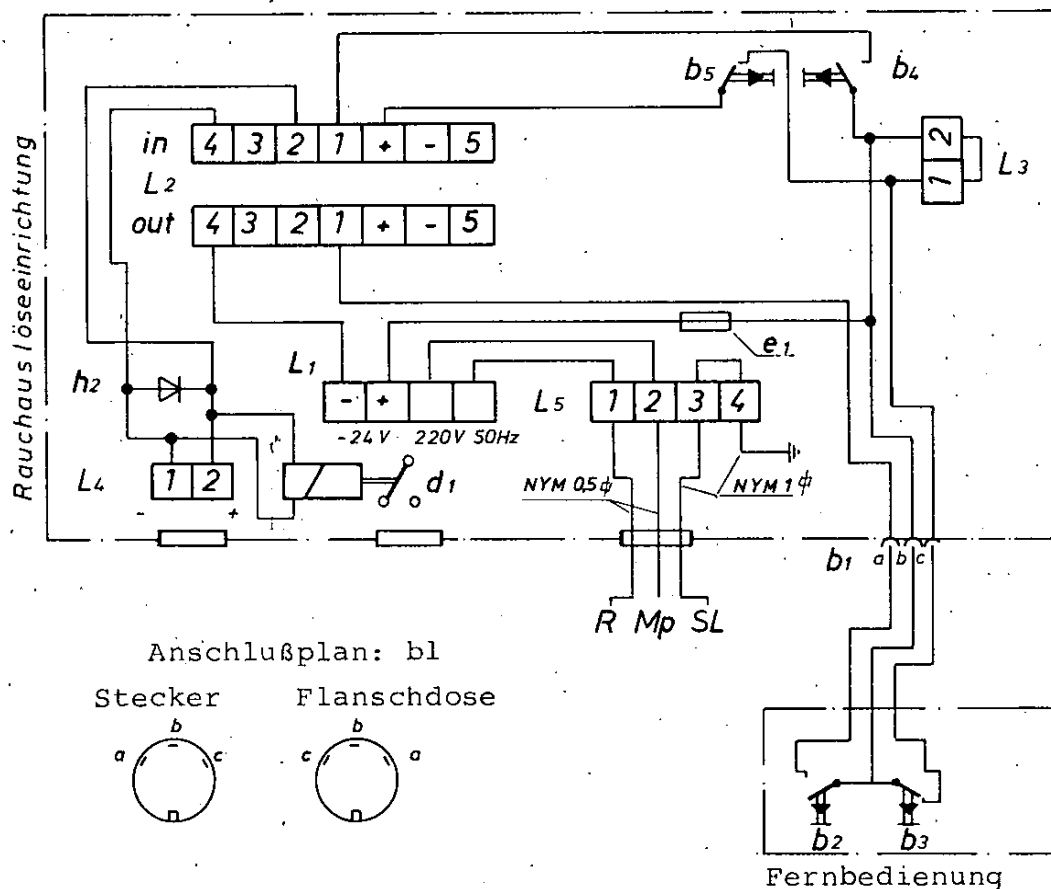 Rauchauslöseeinrichtung
b5
b4
in 4 3 2 1 + - 5
L2
out 4 3 2 1 + - 5
2
1
L3
e1
h2
L1
- +
-24V 220V 50Hz
L5
1 2 3 4
L4
1 2
- +
d1
NYM 0,5 ф
NYM 1 ф
b1
a b c
R Mp SL
Anschlußplan: bl
Stecker Flanschdose
a b c
c b a
b2 b3
Fernbedienung